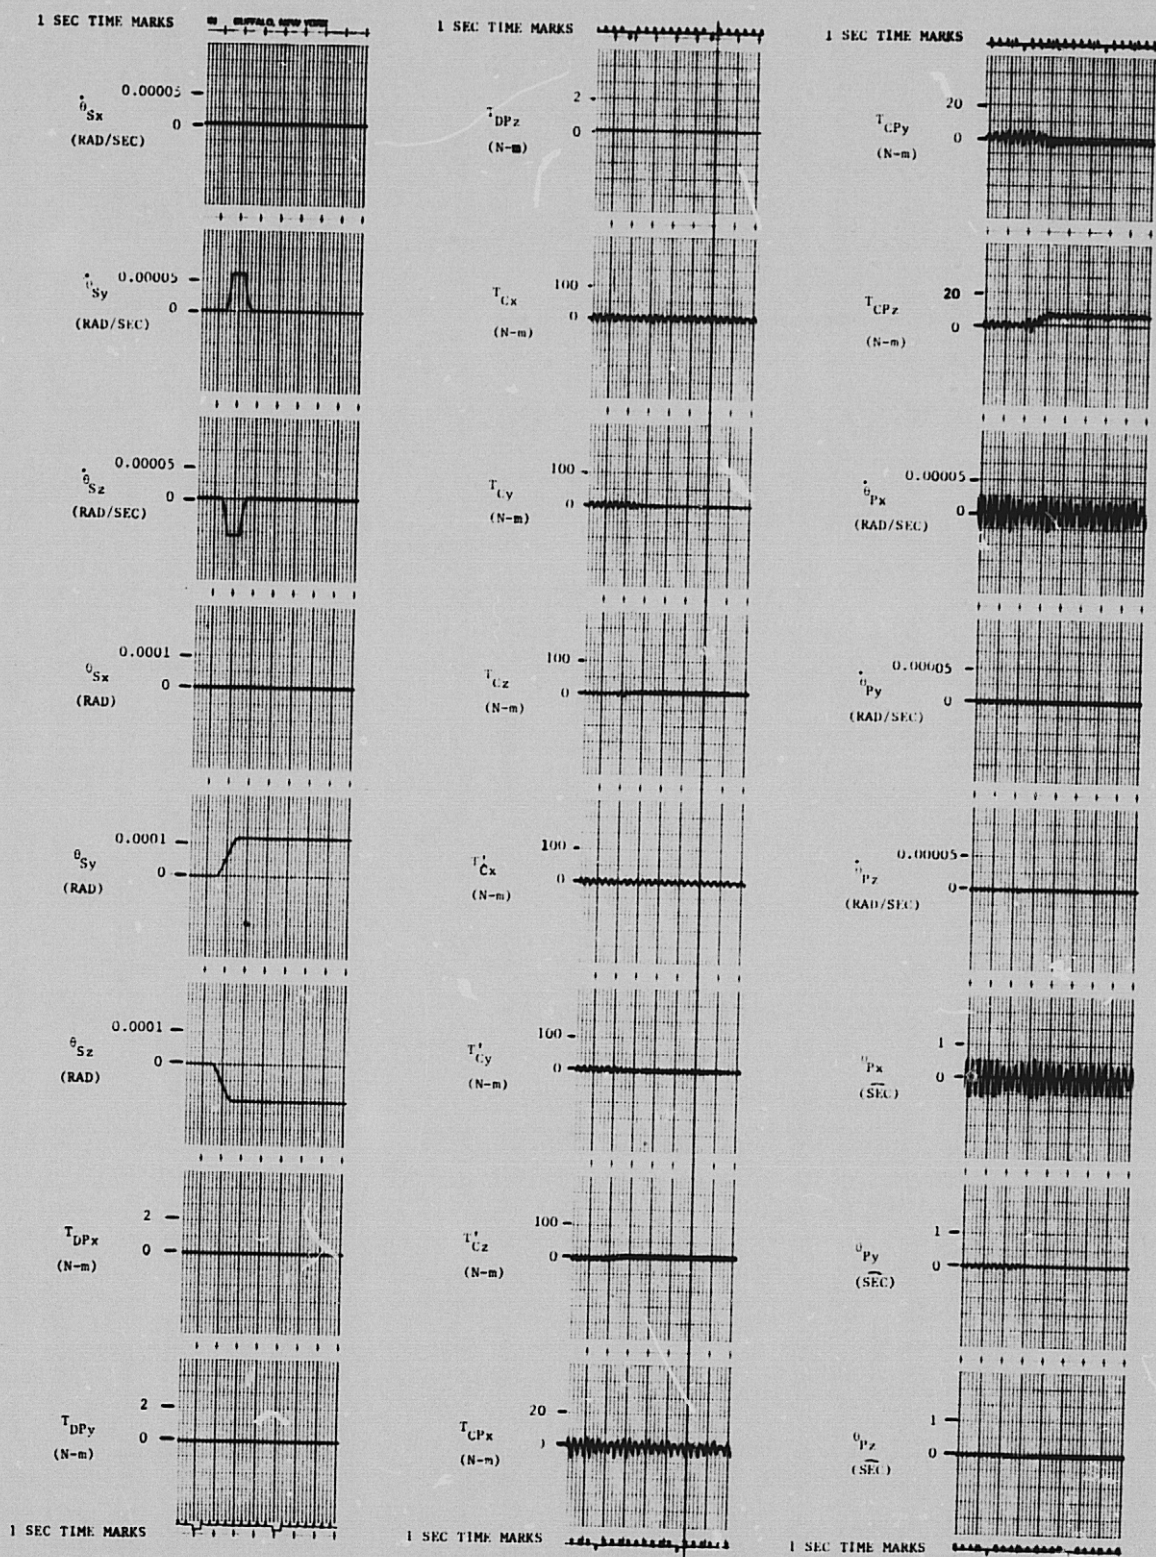 1 SEC TIME MARKS
BUFFALO, NEW YORK
0.00005
θ̇Sx
0
(RAD/SEC)
0.00005
θ̇Sy
0
(RAD/SEC)
0.00005
θ̇Sz
0
(RAD/SEC)
0.0001
θSx
0
(RAD)
0.0001
θSy
0
(RAD)
0.0001
θSz
0
(RAD)
2
TDPx
0
(N-m)
2
TDPy
0
(N-m)
1 SEC TIME MARKS
1 SEC TIME MARKS
2
TDPz
0
(N-m)
100
TCx
0
(N-m)
100
TCy
0
(N-m)
100
TCz
0
(N-m)
100
T'Cx
0
(N-m)
100
T'Cy
0
(N-m)
100
T'Cz
0
(N-m)
20
TCPx
(N-m)
1 SEC TIME MARKS
1 SEC TIME MARKS
20
TCPy
0
(N-m)
20
TCPz
0
(N-m)
0.00005
θ̇Px
0
(RAD/SEC)
0.00005
θ̇Py
0
(RAD/SEC)
0.00005
θ̇Pz
0
(RAD/SEC)
1
θPx
0
(SEC)
1
θPy
0
(SEC)
1
θPz
0
(SEC)
1 SEC TIME MARKS